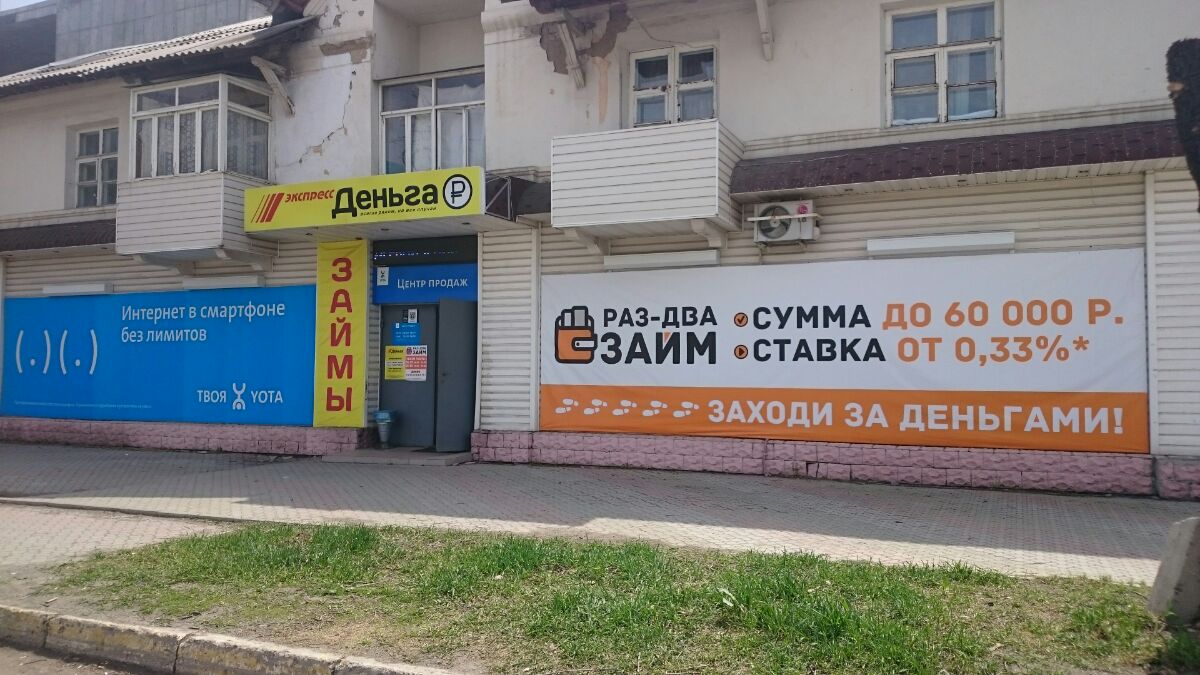 ЭКСПРЕСС
Деньга ₽
ЗАЙМЫ
YOTA
ЦЕНТР ПРОДАЖ
Интернет в смартфоне
без лимитов
(.)(.)
ТВОЯ YOTA
РАЗ-ДВА
ЗАЙМ
СУММА ДО 60 000 Р.
СТАВКА ОТ 0,33%*
ЗАХОДИ ЗА ДЕНЬГАМИ!